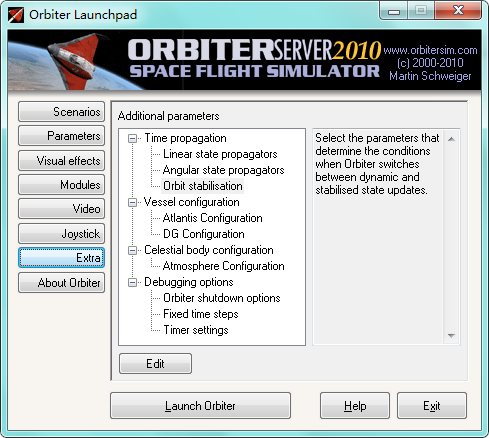 Orbiter Launchpad
ORBITERSERVER2010
SPACE FLIGHT SIMULATOR
www.orbitersim.com
(c) 2000-2010
Martin Schweiger
Scenarios
Parameters
Visual effects
Modules
Video
Joystick
Extra
About Orbiter
Additional parameters
Time propagation
Linear state propagators
Angular state propagators
Orbit stabilisation
Vessel configuration
Atlantis Configuration
DG Configuration
Celestial body configuration
Atmosphere Configuration
Debugging options
Orbiter shutdown options
Fixed time steps
Timer settings
Select the parameters that
determine the conditions
when Orbiter switches
between dynamic and
stabilised state updates.
Edit
Launch Orbiter
Help
Exit